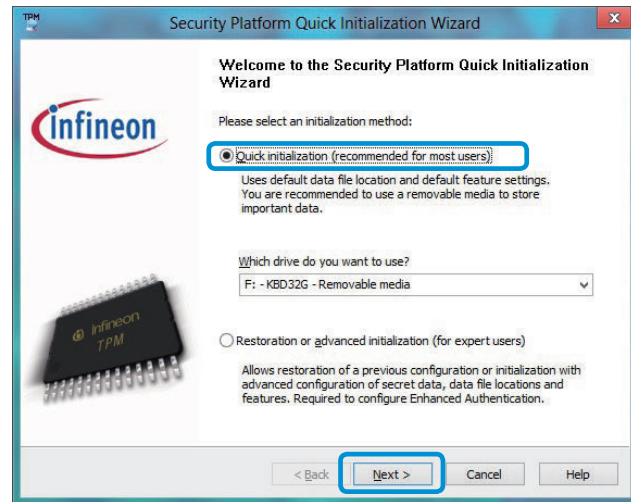 TPM
Security Platform Quick Initialization Wizard
X
Welcome to the Security Platform Quick Initialization
Wizard
infineon
Please select an initialization method:
Quick initialization (recommended for most users)
Uses default data file location and default feature settings.
You are recommended to use a removable media to store
important data.
Which drive do you want to use?
F: - KBD32G - Removable media
infineon
TPM
Restoration or advanced initialization (for expert users)
Allows restoration of a previous configuration or initialization with
advanced configuration of secret data, data file locations and
features. Required to configure Enhanced Authentication.
< Back Next > Cancel Help